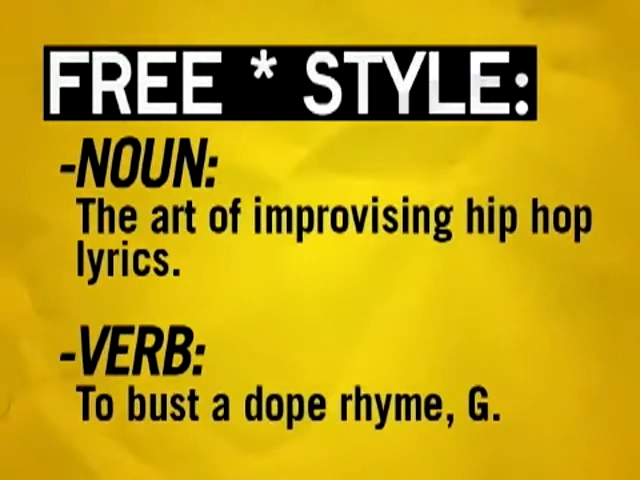 FREE * STYLE:
-NOUN:
The art of improvising hip hop
lyrics.
-VERB:
To bust a dope rhyme, G.